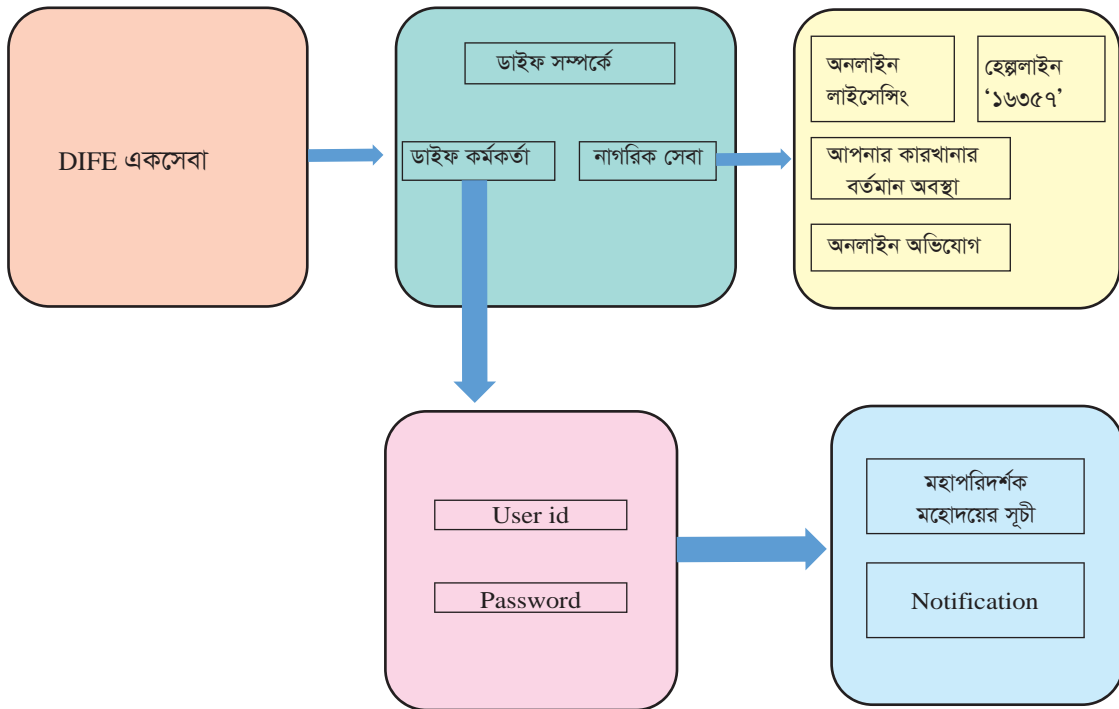 DIFE একসেবা
ডাইফ সম্পর্কে
ডাইফ কর্মকর্তা
নাগরিক সেবা
অনলাইন
লাইসেন্সিং
হেল্পলাইন
‘১৬৩৫৭’
আপনার কারখানার
বর্তমান অবস্থা
অনলাইন অভিযোগ
User id
Password
মহাপরিদর্শক
মহোদয়ের সূচী
Notification